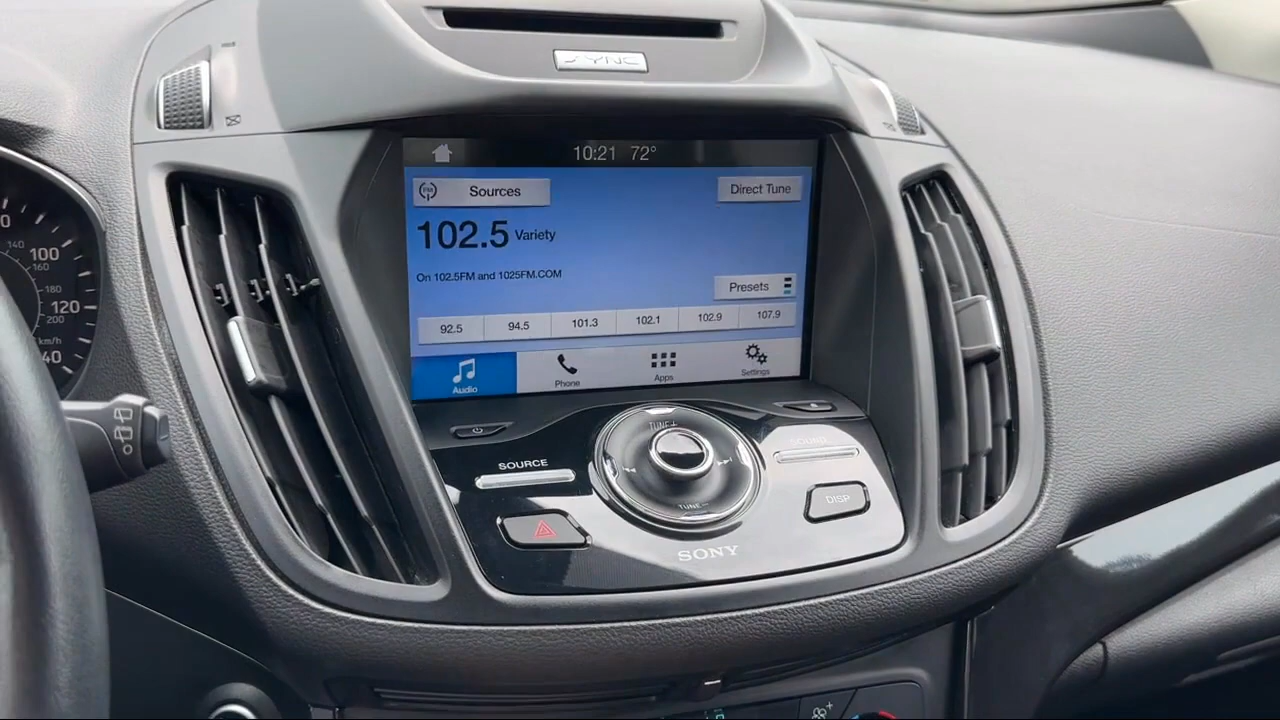 SYNC
10:21 72°
Sources
Direct Tune
102.5 Variety
On 102.5FM and 1025FM.COM
Presets
92.5 94.5 101.3 102.1 102.9 107.9
Audio Phone Apps Settings
140
100
160
180
120
200
km/h
40
TUNE+
SOURCE
SOUND
TUNE-
DISP
SONY